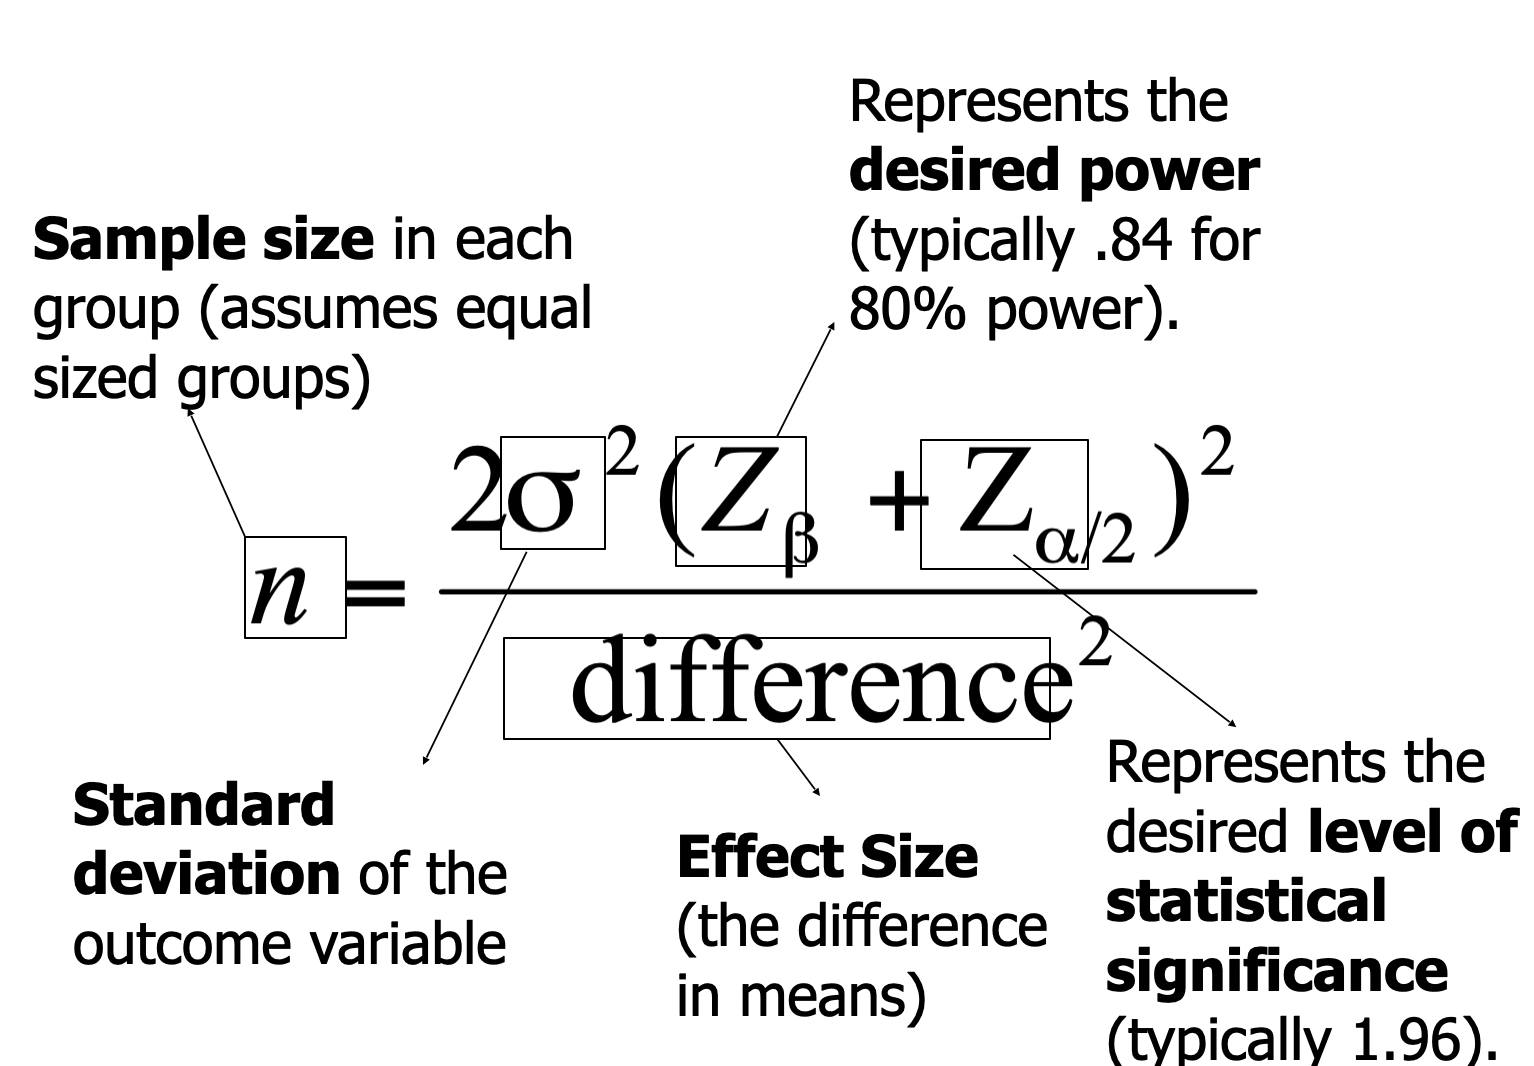 Represents the
desired power
(typically .84 for
80% power).
Sample size in each
group (assumes equal
sized groups)
n = 2σ² (Z_β + Z_α/2)²
difference²
Standard
deviation of the
outcome variable
Effect Size
(the difference
in means)
Represents the
desired level of
statistical
significance
(typically 1.96).